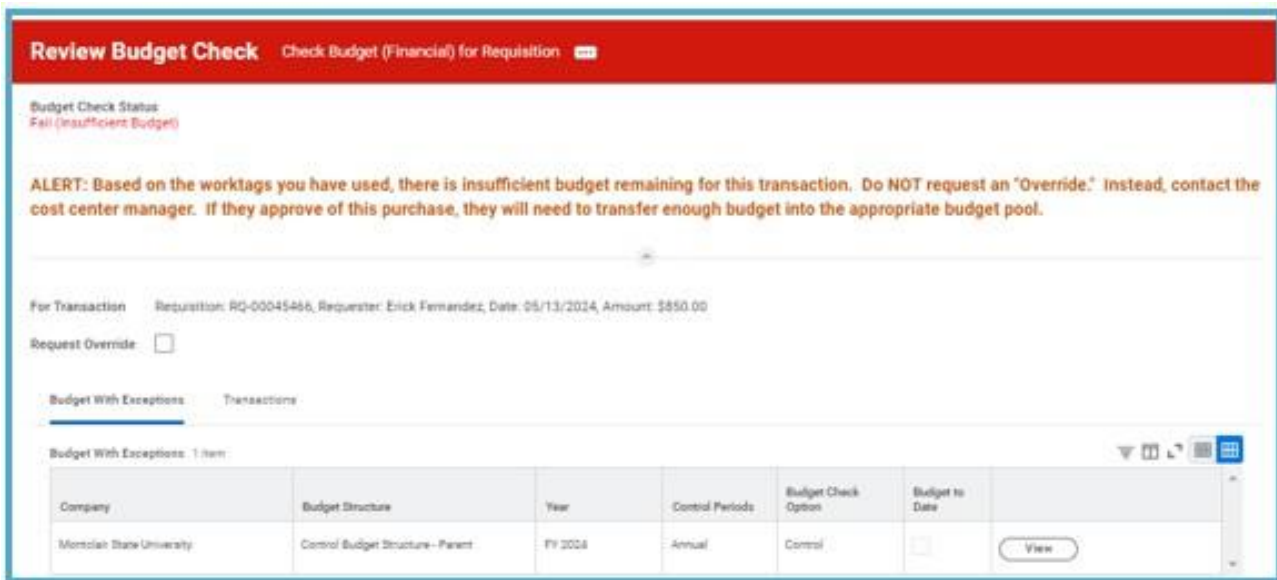 Review Budget Check Check Budget (Financial) for Requisition
Budget Check Status
Fail (Insufficient Budget)
ALERT: Based on the worktags you have used, there is insufficient budget remaining for this transaction. Do NOT request an "Override." Instead, contact the
cost center manager. If they approve of this purchase, they will need to transfer enough budget into the appropriate budget pool.
For Transaction Requisition: RQ-00045466, Requester: Erick Fernandez, Date: 05/13/2024, Amount: $850.00
Request Override
Budget With Exceptions Transactions
Budget With Exceptions 1 item
Company Budget Structure Year Control Periods Budget Check Option Budget to Date
Montclair State University Control Budget Structure - Parent FY 2024 Annual Control View